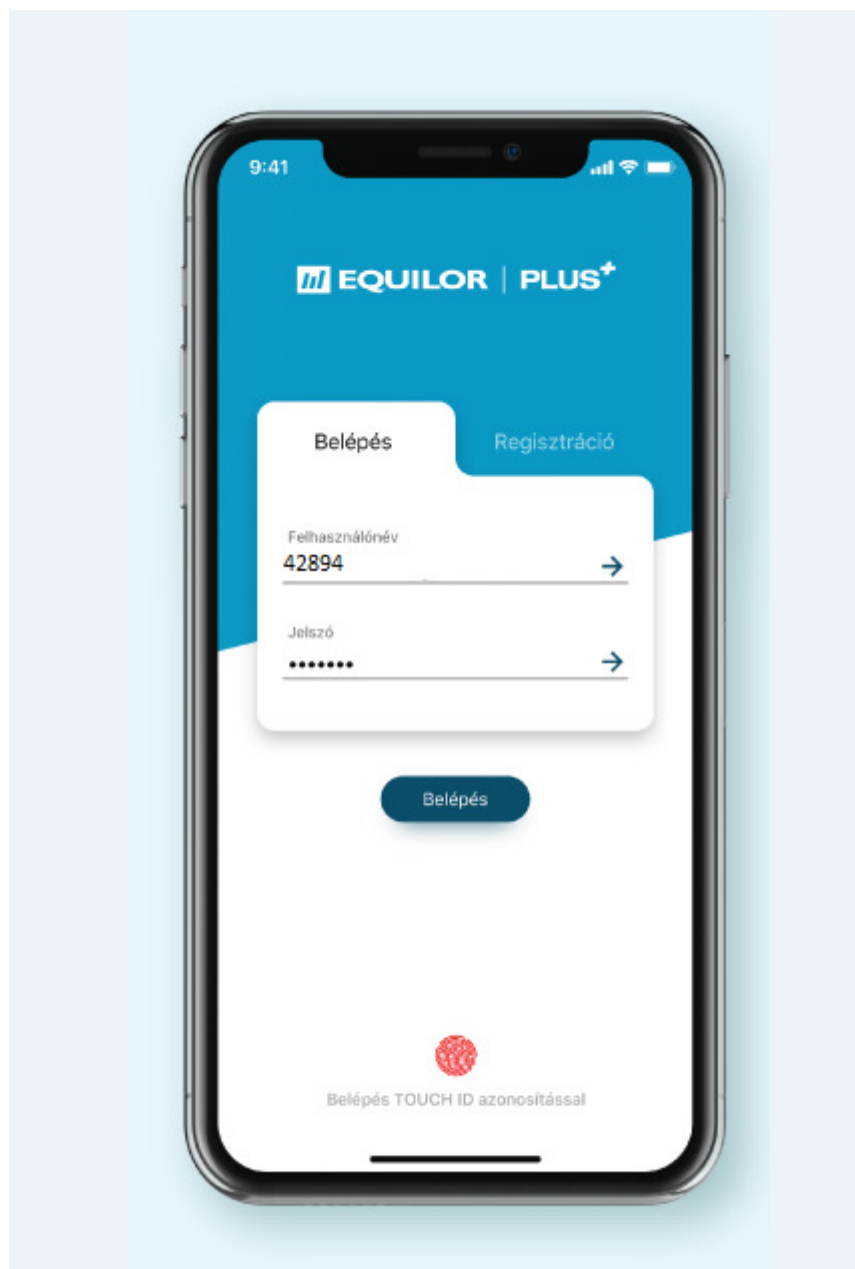 9:41
EQUILOR | PLUS+
Belépés
Regisztráció
Felhasználónév
42894
Jelszó
•••••••
Belépés
Belépés TOUCH ID azonosítással